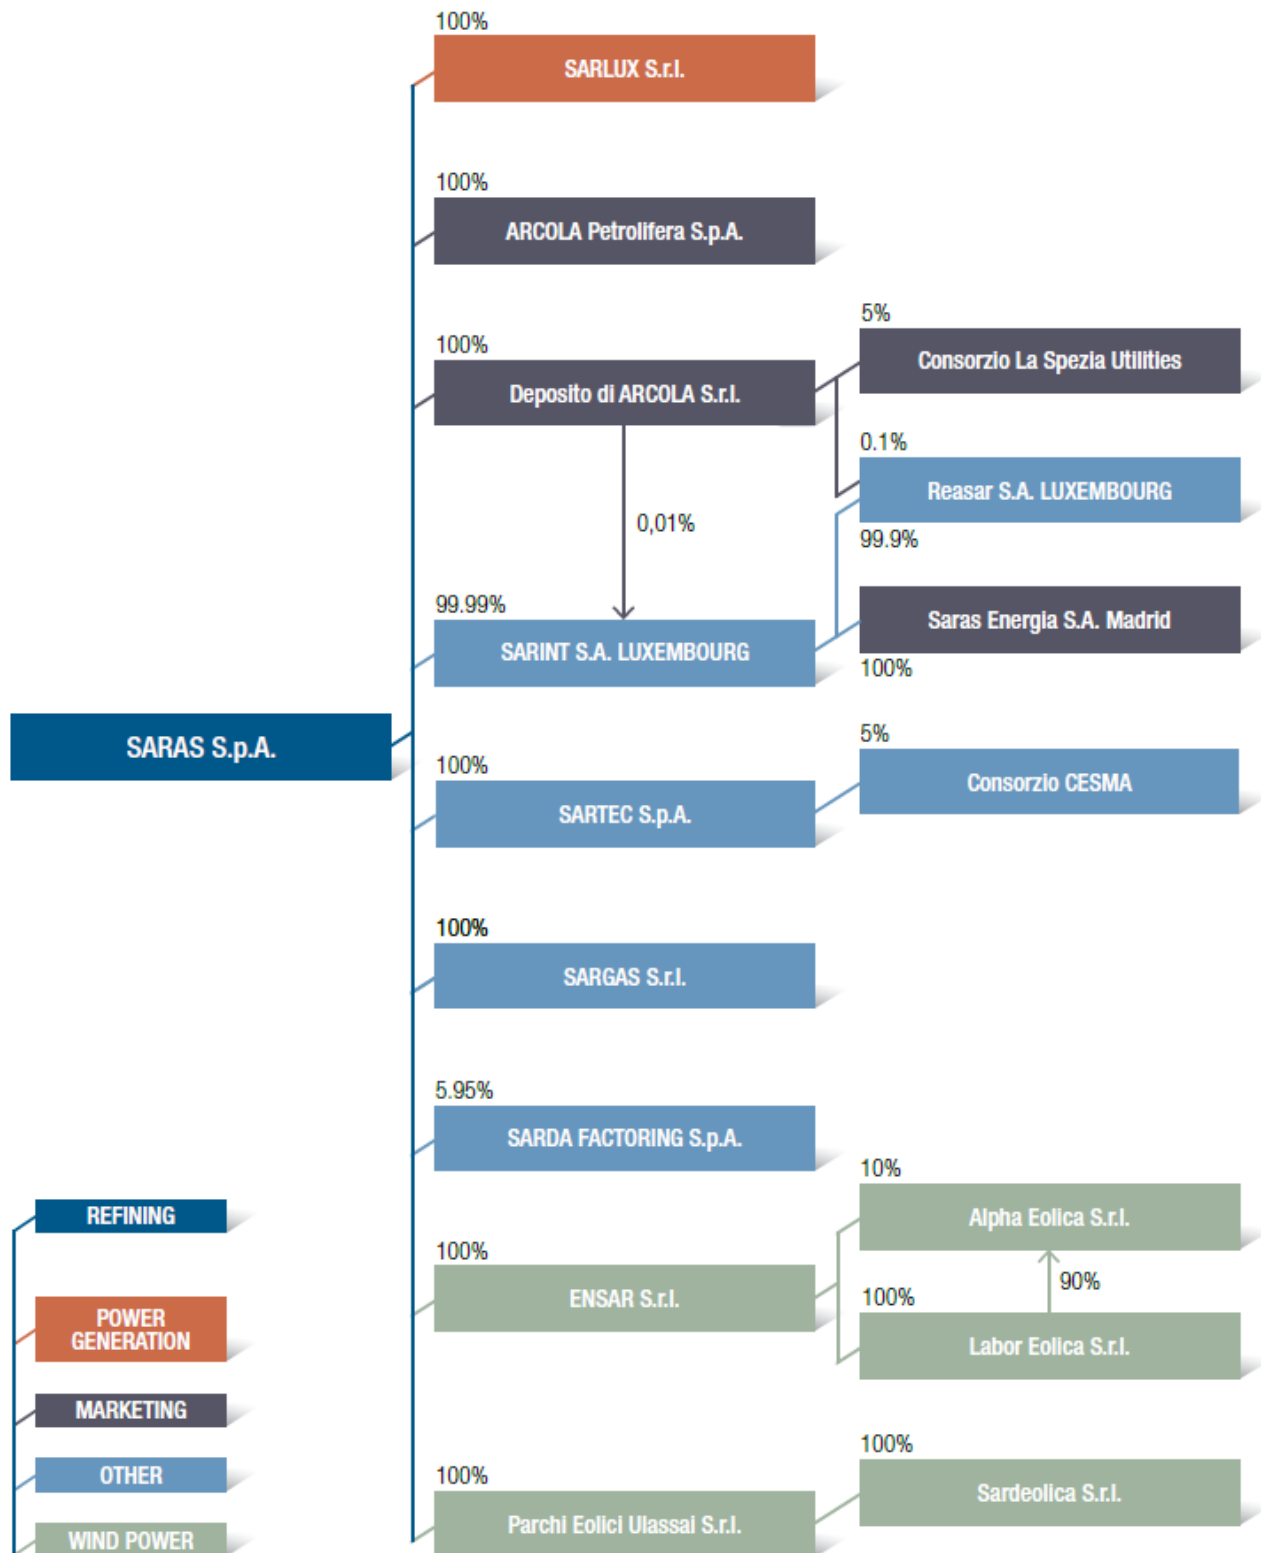 100%
SARLUX S.r.l.
100%
ARCOLA Petrolifera S.p.A.
100%
Deposito di ARCOLA S.r.l.
5%
Consorzio La Spezia Utilities
0.1%
Reasar S.A. LUXEMBOURG
99.9%
0,01%
99.99%
SARINT S.A. LUXEMBOURG
Saras Energia S.A. Madrid
100%
SARAS S.p.A.
100%
SARTEC S.p.A.
5%
Consorzio CESMA
100%
SARGAS S.r.l.
5.95%
SARDA FACTORING S.p.A.
100%
ENSAR S.r.l.
10%
Alpha Eolica S.r.l.
90%
100%
Labor Eolica S.r.l.
100%
Parchi Eolici Ulassai S.r.l.
100%
Sardeolica S.r.l.
REFINING
POWER
GENERATION
MARKETING
OTHER
WIND POWER